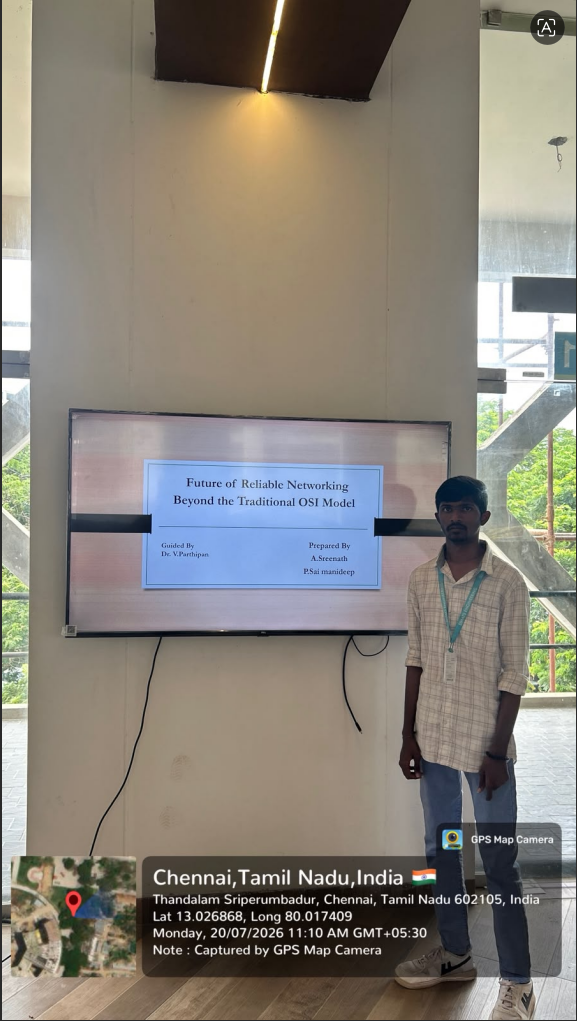 Future of Reliable Networking
Beyond the Traditional OSI Model
Guided By
Dr. V.Parthipan
Prepared By
A.Sreenath
P.Sai manideep
GPS Map Camera
Chennai,Tamil Nadu,India
Thandalam Sriperumbadur, Chennai, Tamil Nadu 602105, India
Lat 13.026868, Long 80.017409
Monday, 20/07/2026 11:10 AM GMT+05:30
Note : Captured by GPS Map Camera